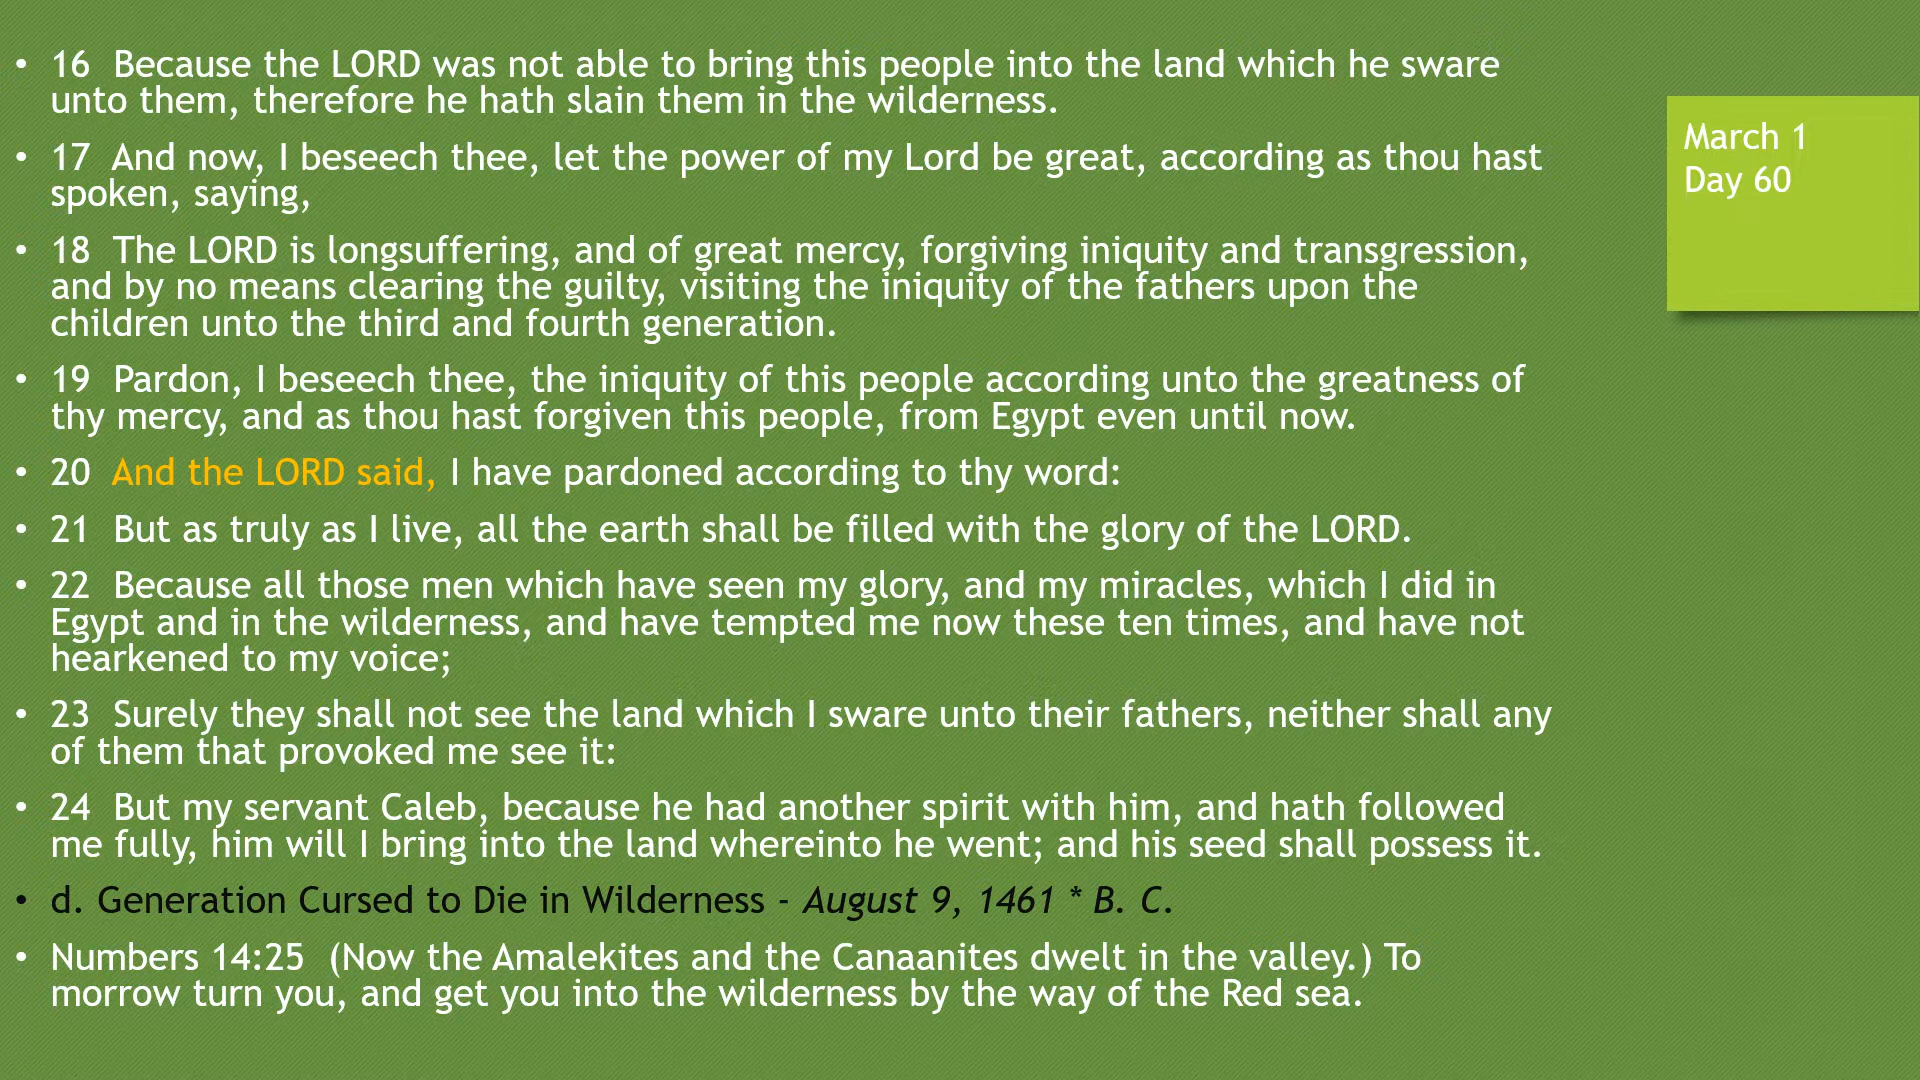 • 16  Because the LORD was not able to bring this people into the land which he sware
unto them, therefore he hath slain them in the wilderness.
• 17  And now, I beseech thee, let the power of my Lord be great, according as thou hast
spoken, saying,
• 18  The LORD is longsuffering, and of great mercy, forgiving iniquity and transgression,
and by no means clearing the guilty, visiting the iniquity of the fathers upon the
children unto the third and fourth generation.
• 19  Pardon, I beseech thee, the iniquity of this people according unto the greatness of
thy mercy, and as thou hast forgiven this people, from Egypt even until now.
• 20  And the LORD said, I have pardoned according to thy word:
• 21  But as truly as I live, all the earth shall be filled with the glory of the LORD.
• 22  Because all those men which have seen my glory, and my miracles, which I did in
Egypt and in the wilderness, and have tempted me now these ten times, and have not
hearkened to my voice;
• 23  Surely they shall not see the land which I sware unto their fathers, neither shall any
of them that provoked me see it:
• 24  But my servant Caleb, because he had another spirit with him, and hath followed
me fully, him will I bring into the land whereinto he went; and his seed shall possess it.
• d. Generation Cursed to Die in Wilderness - August 9, 1461 * B. C.
• Numbers 14:25  (Now the Amalekites and the Canaanites dwelt in the valley.) To
morrow turn you, and get you into the wilderness by the way of the Red sea.
March 1
Day 60